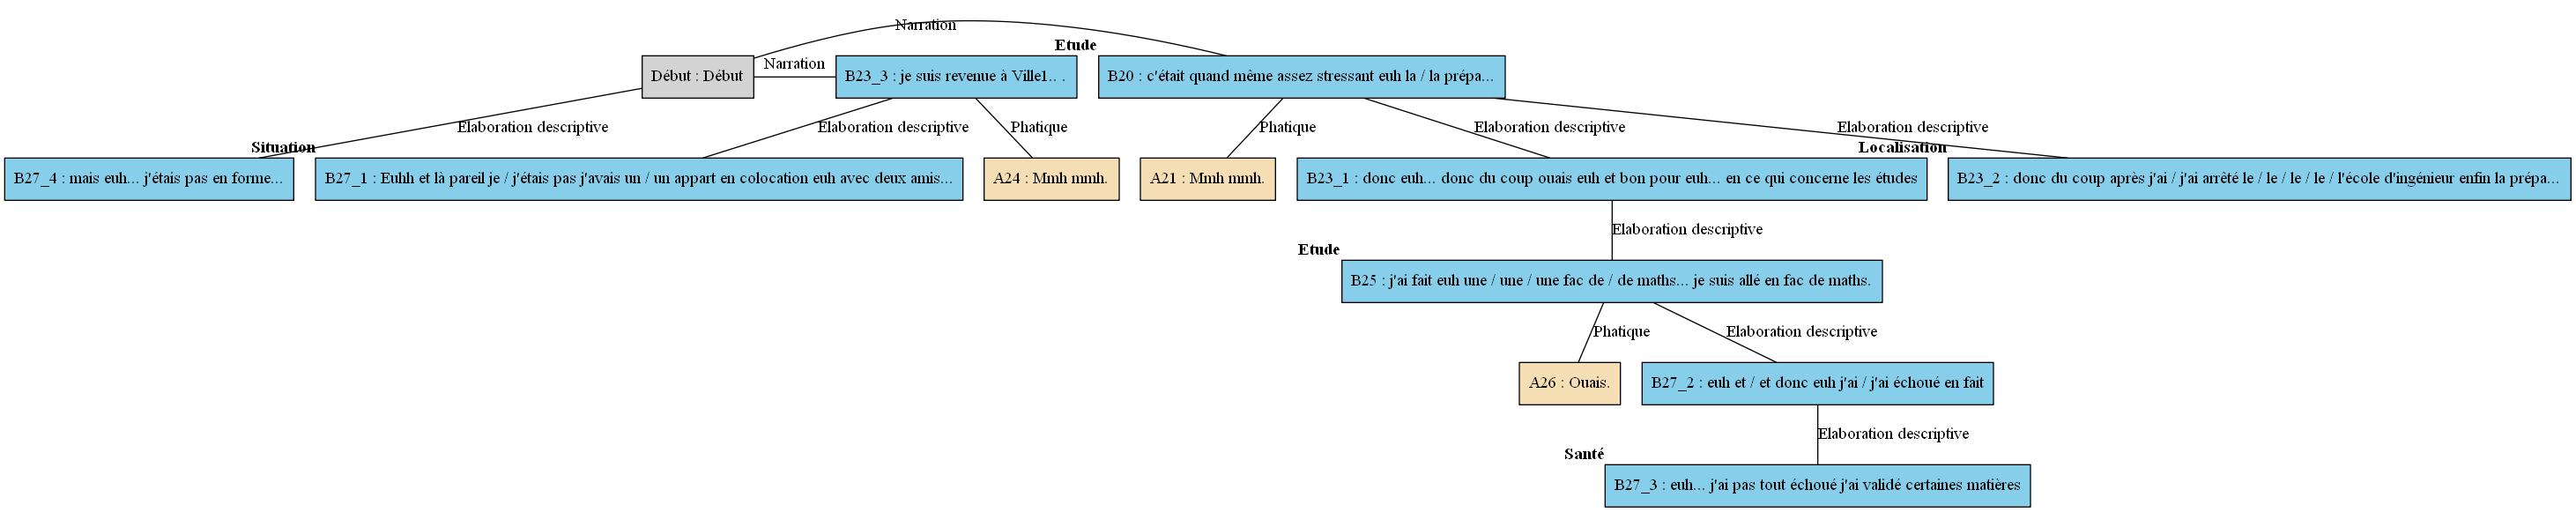 Narration
Etude
Narration
Début : Début
B23_3 : je suis revenue à Ville1.. .
B20 : c'était quand même assez stressant euh la / la prépa...
Elaboration descriptive
Elaboration descriptive
Phatique
Phatique
Elaboration descriptive
Elaboration descriptive
Situation
Localisation
B27_4 : mais euh... j'étais pas en forme...
B27_1 : Euhh et là pareil je / j'étais pas j'avais un / un appart en colocation euh avec deux amis...
A24 : Mmh mmh.
A21 : Mmh mmh.
B23_1 : donc euh... donc du coup ouais euh et bon pour euh... en ce qui concerne les études
B23_2 : donc du coup après j'ai / j'ai arrêté le / le / le / le / l'école d'ingénieur enfin la prépa...
Elaboration descriptive
Etude
B25 : j'ai fait euh une / une / une fac de / de maths... je suis allé en fac de maths.
Phatique
Elaboration descriptive
A26 : Ouais.
B27_2 : euh et / et donc euh j'ai / j'ai échoué en fait
Elaboration descriptive
Santé
B27_3 : euh... j'ai pas tout échoué j'ai validé certaines matières